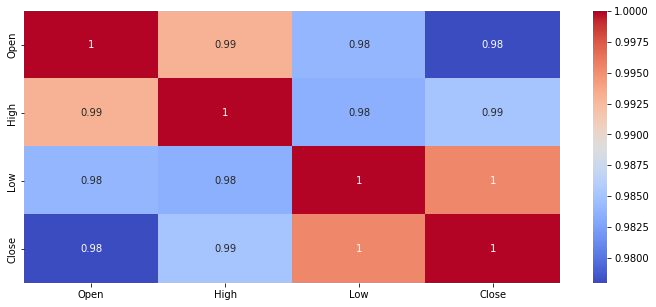 Open 1 0.99 0.98 0.98
High 0.99 1 0.98 0.99
Low 0.98 0.98 1 1
Close 0.98 0.99 1 1
Open High Low Close
1.0000
0.9975
0.9950
0.9925
0.9900
0.9875
0.9850
0.9825
0.9800